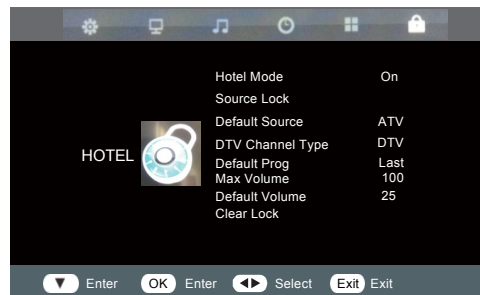 Hotel Mode On
Source Lock
Default Source ATV
DTV Channel Type DTV
HOTEL
Default Prog Last
Max Volume 100
Default Volume 25
Clear Lock
Enter OK Enter Select Exit Exit